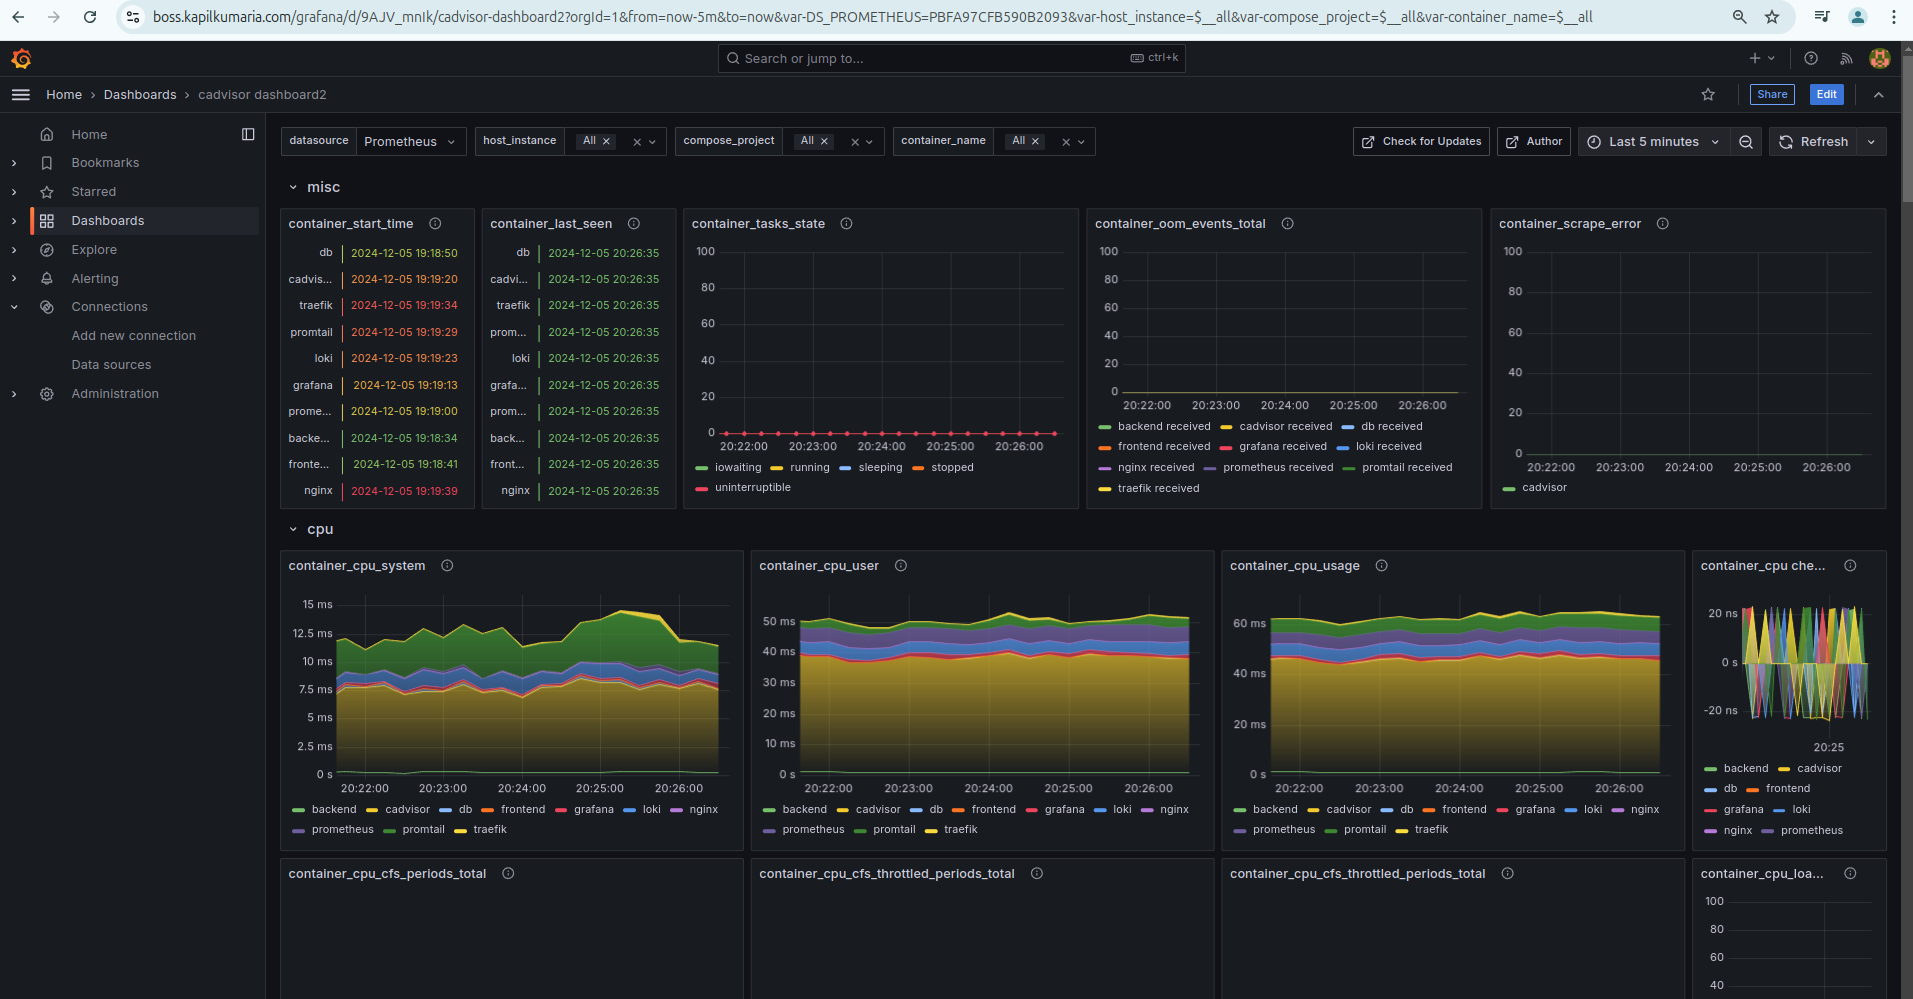 boss.kapilkumaria.com/grafana/d/9AJV_mnIk/cadvisor-dashboard2?orgId=1&from=now-5m&to=now&var-DS_PROMETHEUS=PBFA97CFB590B2093&var-host_instance=$__all&var-compose_project=$__all&var-container_name=$__all
Search or jump to... ctrl+k
Home › Dashboards › cadvisor dashboard2 Share Edit
Home
Bookmarks
Starred
Dashboards
Explore
Alerting
Connections
Add new connection
Data sources
Administration
datasource Prometheus host_instance All compose_project All container_name All Check for Updates Author Last 5 minutes Refresh
misc
container_start_time
db 2024-12-05 19:18:50
cadvis... 2024-12-05 19:19:20
traefik 2024-12-05 19:19:34
promtail 2024-12-05 19:19:29
loki 2024-12-05 19:19:23
grafana 2024-12-05 19:19:13
prome... 2024-12-05 19:19:00
backe... 2024-12-05 19:18:34
fronte... 2024-12-05 19:18:41
nginx 2024-12-05 19:19:39
container_last_seen
db 2024-12-05 20:26:35
cadvi... 2024-12-05 20:26:35
traefik 2024-12-05 20:26:35
prom... 2024-12-05 20:26:35
loki 2024-12-05 20:26:35
grafa... 2024-12-05 20:26:35
prom... 2024-12-05 20:26:35
back... 2024-12-05 20:26:35
front... 2024-12-05 20:26:35
nginx 2024-12-05 20:26:35
container_tasks_state
100
80
60
40
20
0
20:22:00 20:23:00 20:24:00 20:25:00 20:26:00
iowaiting running sleeping stopped
uninterruptible
container_oom_events_total
100
80
60
40
20
0
20:22:00 20:23:00 20:24:00 20:25:00 20:26:00
backend received cadvisor received db received
frontend received grafana received loki received
nginx received prometheus received promtail received
traefik received
container_scrape_error
100
80
60
40
20
0
20:22:00 20:23:00 20:24:00 20:25:00 20:26:00
cadvisor
cpu
container_cpu_system
15 ms
12.5 ms
10 ms
7.5 ms
5 ms
2.5 ms
0 s
20:22:00 20:23:00 20:24:00 20:25:00 20:26:00
backend cadvisor db frontend grafana loki nginx
prometheus promtail traefik
container_cpu_user
50 ms
40 ms
30 ms
20 ms
10 ms
0 s
20:22:00 20:23:00 20:24:00 20:25:00 20:26:00
backend cadvisor db frontend grafana loki nginx
prometheus promtail traefik
container_cpu_usage
60 ms
40 ms
20 ms
0 s
20:22:00 20:23:00 20:24:00 20:25:00 20:26:00
backend cadvisor db frontend grafana loki nginx
prometheus promtail traefik
container_cpu che...
20 ns
0 s
-20 ns
20:25
backend cadvisor
db frontend
grafana loki
nginx prometheus
container_cpu_cfs_periods_total
container_cpu_cfs_throttled_periods_total
container_cpu_cfs_throttled_periods_total
container_cpu_loa...
100
80
60
40